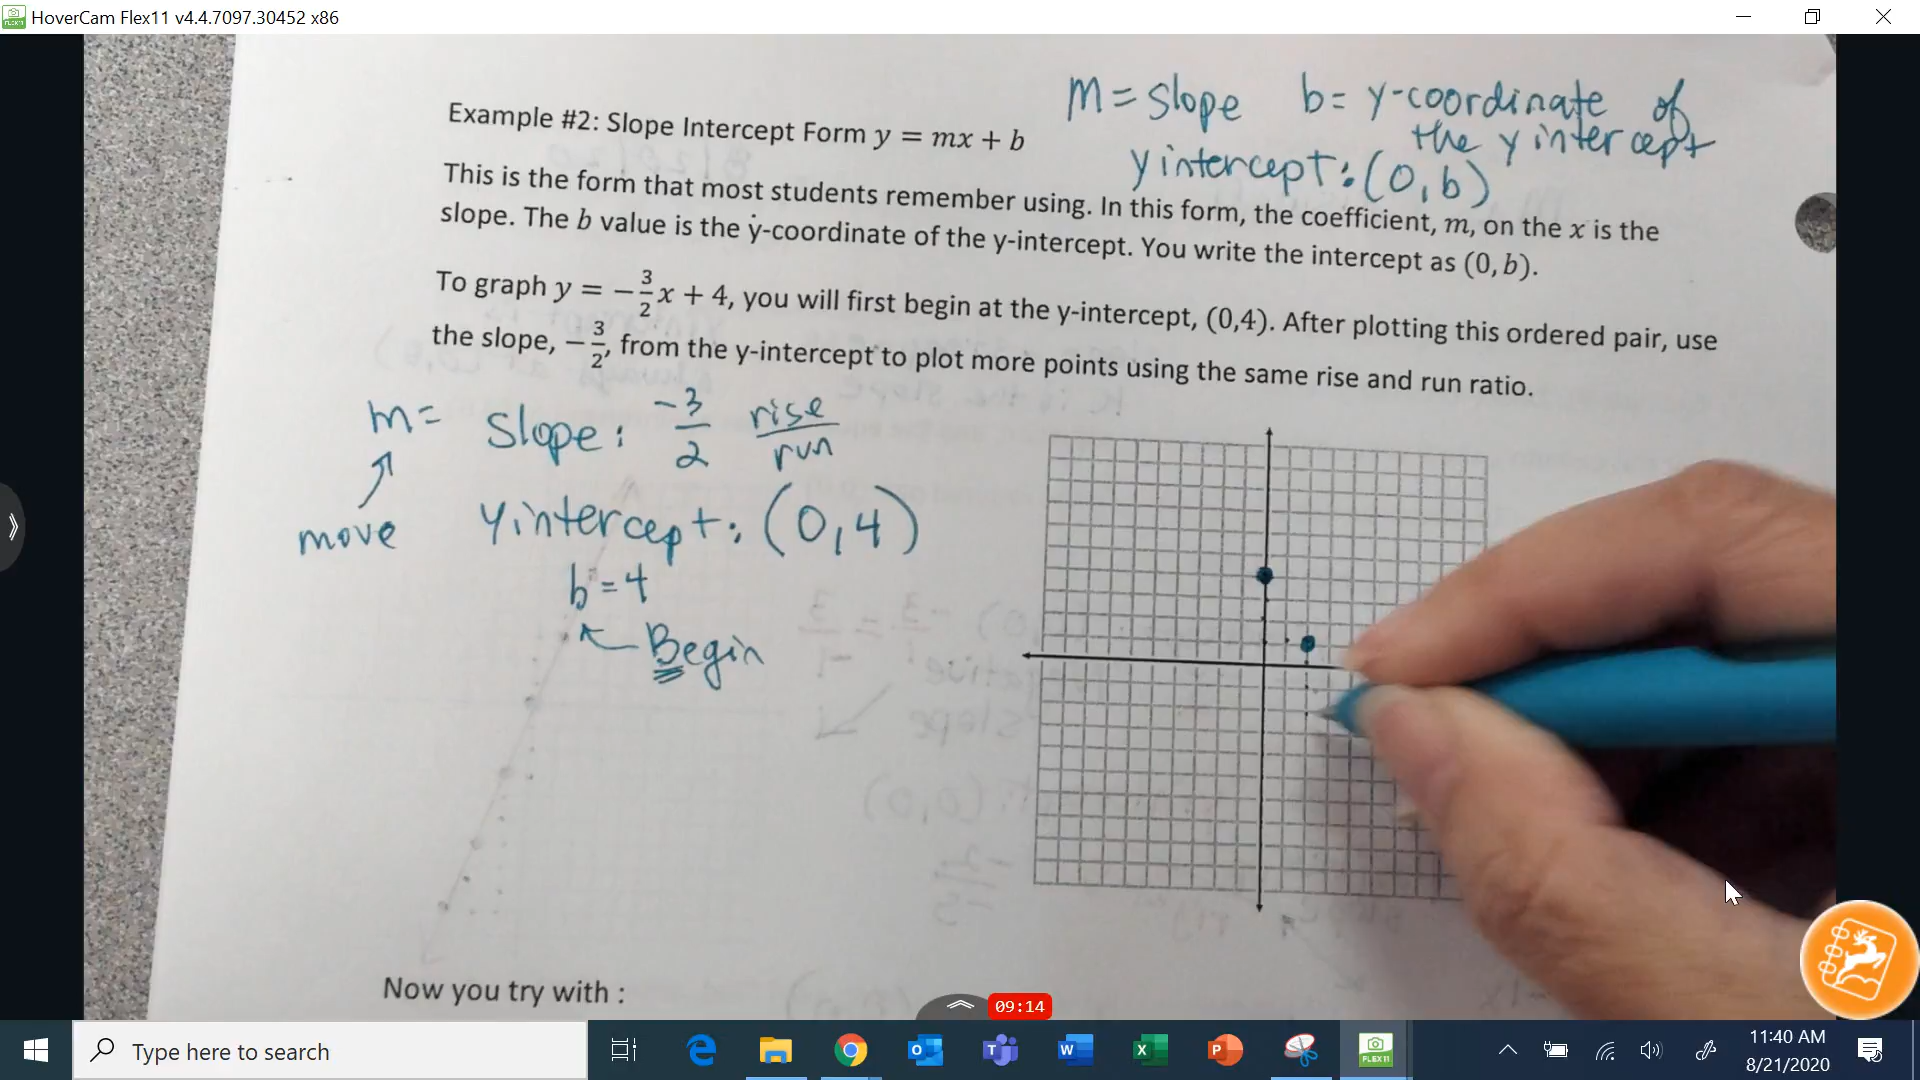 HoverCam Flex11 v4.4.7097.30452 x86
m = slope b = y-coordinate of
the y intercept
Example #2: Slope Intercept Form y = mx + b
y intercept: (0, b)
This is the form that most students remember using. In this form, the coefficient, m, on the x is the
slope. The b value is the y-coordinate of the y-intercept. You write the intercept as (0, b).
To graph y = −3/2x + 4, you will first begin at the y-intercept, (0,4). After plotting this ordered pair, use
the slope, −3/2, from the y-intercept to plot more points using the same rise and run ratio.
m = slope: -3/2 rise/run
move y intercept: (0, 4)
b = 4
Begin
Now you try with :
09:14
FLEX11
Type here to search
11:40 AM
8/21/2020